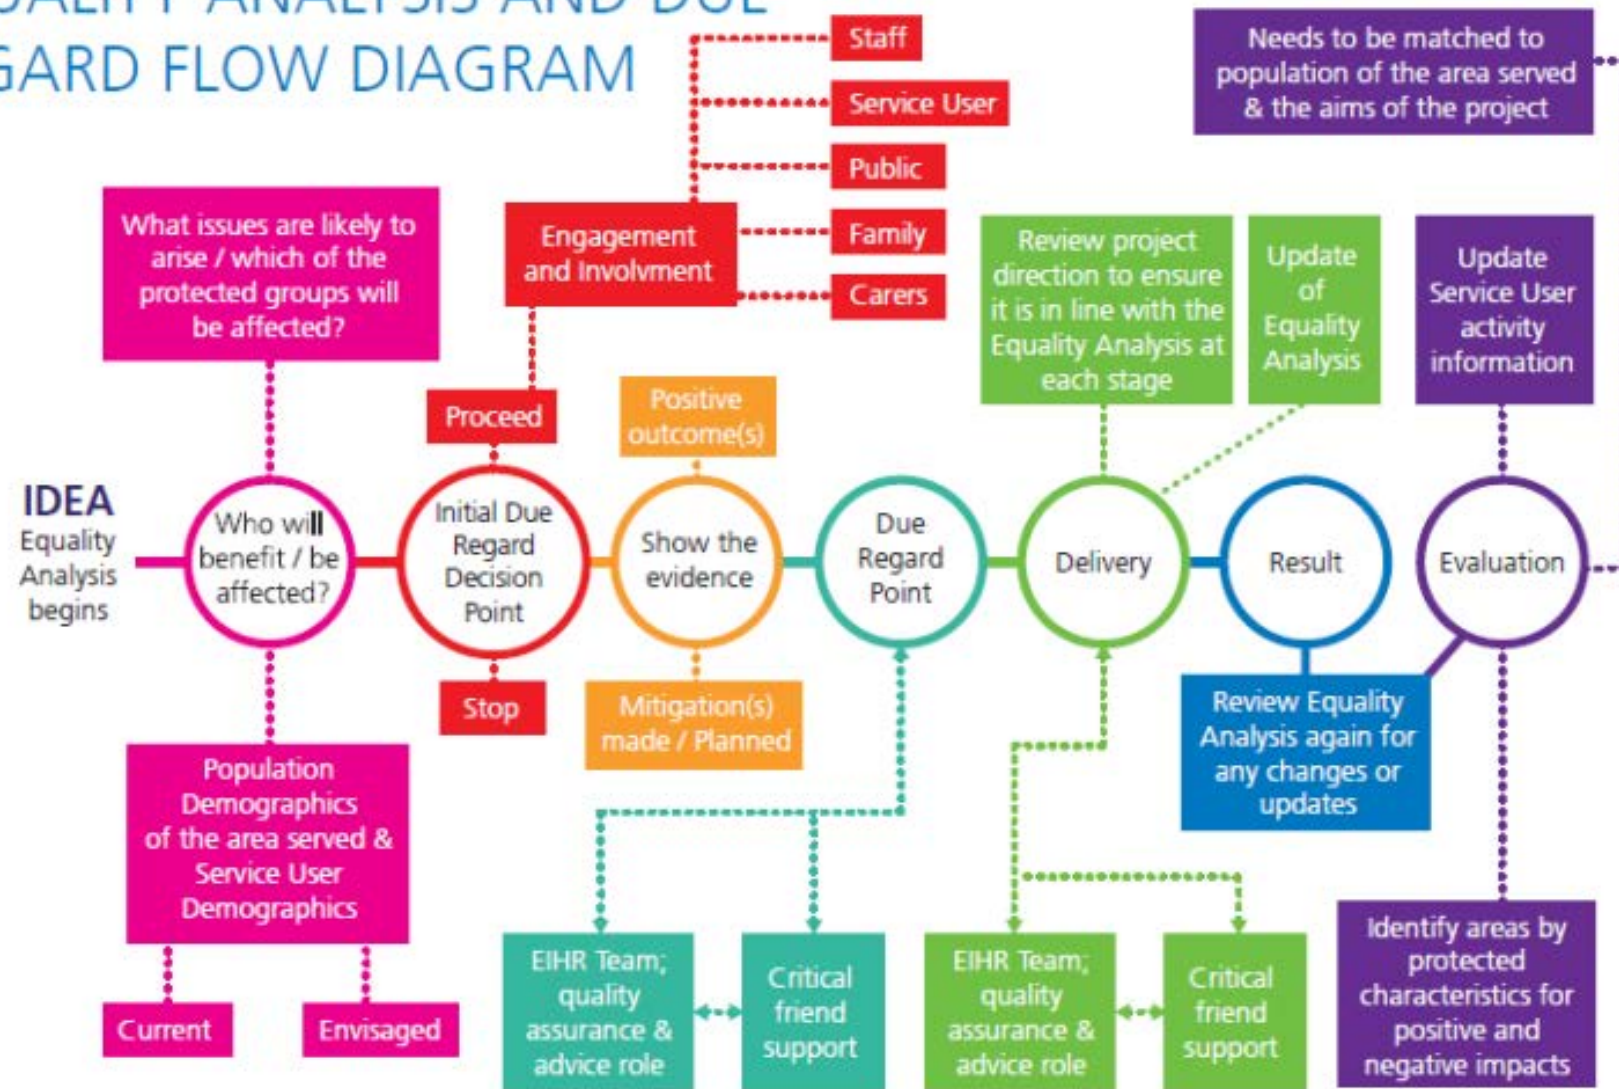 GARD FLOW DIAGRAM
Staff
Service User
Public
Family
Carers
Needs to be matched to
population of the area served
& the aims of the project
What issues are likely to
arise / which of the
protected groups will
be affected?
Engagement
and Involvment
Review project
direction to ensure
it is in line with the
Equality Analysis at
each stage
Update
of
Equality
Analysis
Update
Service User
activity
information
Proceed
Positive
outcome(s)
IDEA
Equality
Analysis
begins
Who will
benefit / be
affected?
Initial Due
Regard
Decision
Point
Show the
evidence
Due
Regard
Point
Delivery
Result
Evaluation
Stop
Mitigation(s)
made / Planned
Review Equality
Analysis again for
any changes or
updates
Population
Demographics
of the area served &
Service User
Demographics
Current
Envisaged
EIHR Team;
quality
assurance &
advice role
Critical
friend
support
EIHR Team;
quality
assurance &
advice role
Critical
friend
support
Identify areas by
protected
characteristics for
positive and
negative impacts